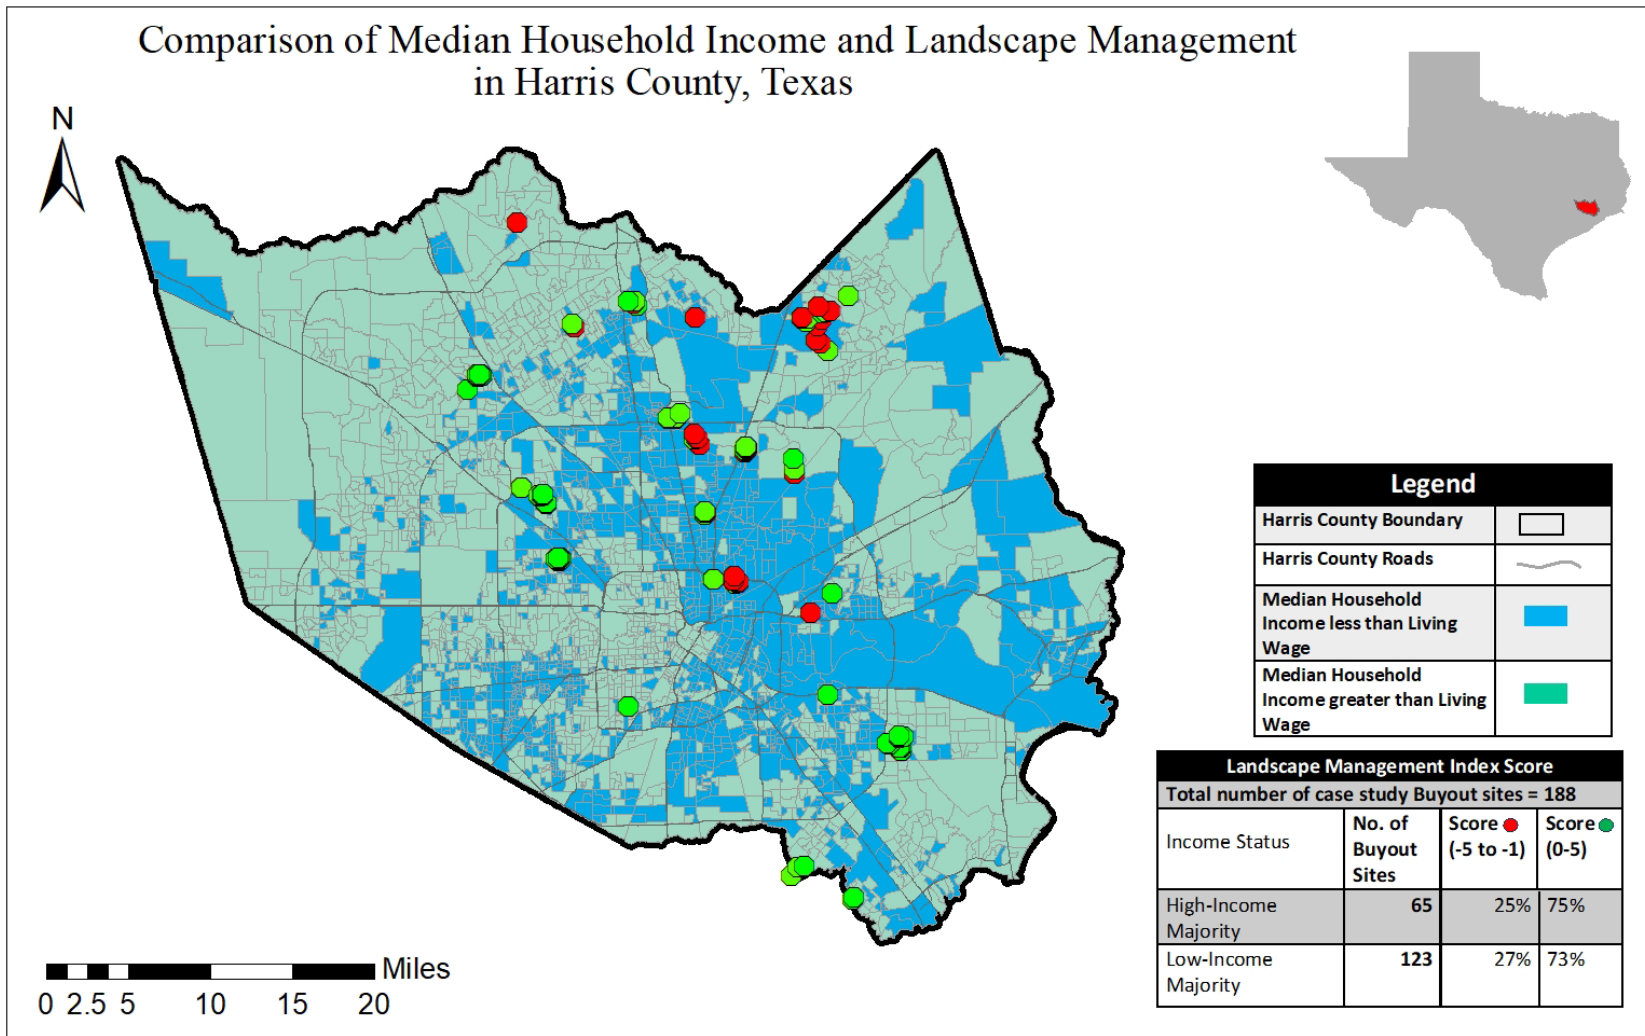 Comparison of Median Household Income and Landscape Management
in Harris County, Texas
N
Legend
Harris County Boundary
Harris County Roads
Median Household
Income less than Living
Wage
Median Household
Income greater than Living
Wage
Landscape Management Index Score
Total number of case study Buyout sites = 188
Income Status
No. of
Buyout
Sites
Score
(-5 to -1)
Score
(0-5)
High-Income
Majority
65
25%
75%
Low-Income
Majority
123
27%
73%
Miles
0 2.5 5 10 15 20